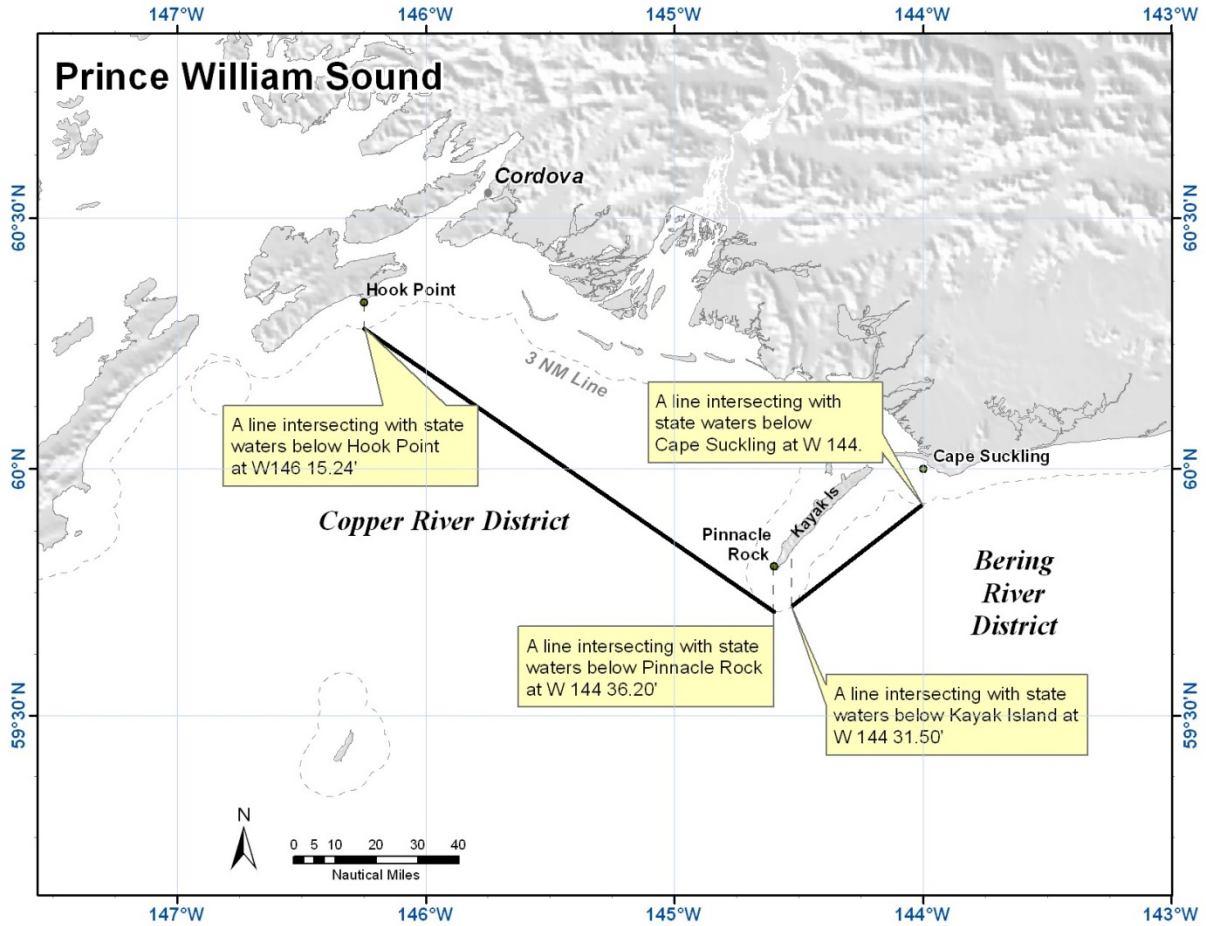 147°W 146°W 145°W 144°W 143°W
Prince William Sound
Cordova
60°30'N 60°30'N
Hook Point
3 NM Line
A line intersecting with state
waters below Hook Point
at W146 15.24'
A line intersecting with
state waters below
Cape Suckling at W 144.
60°N 60°N
Cape Suckling
Kayak Is
Copper River District
Pinnacle
Rock
Bering
River
District
A line intersecting with state
waters below Pinnacle Rock
at W 144 36.20'
A line intersecting with state
waters below Kayak Island at
W 144 31.50'
59°30'N 59°30'N
N
0 5 10 20 30 40
Nautical Miles
147°W 146°W 145°W 144°W 143°W